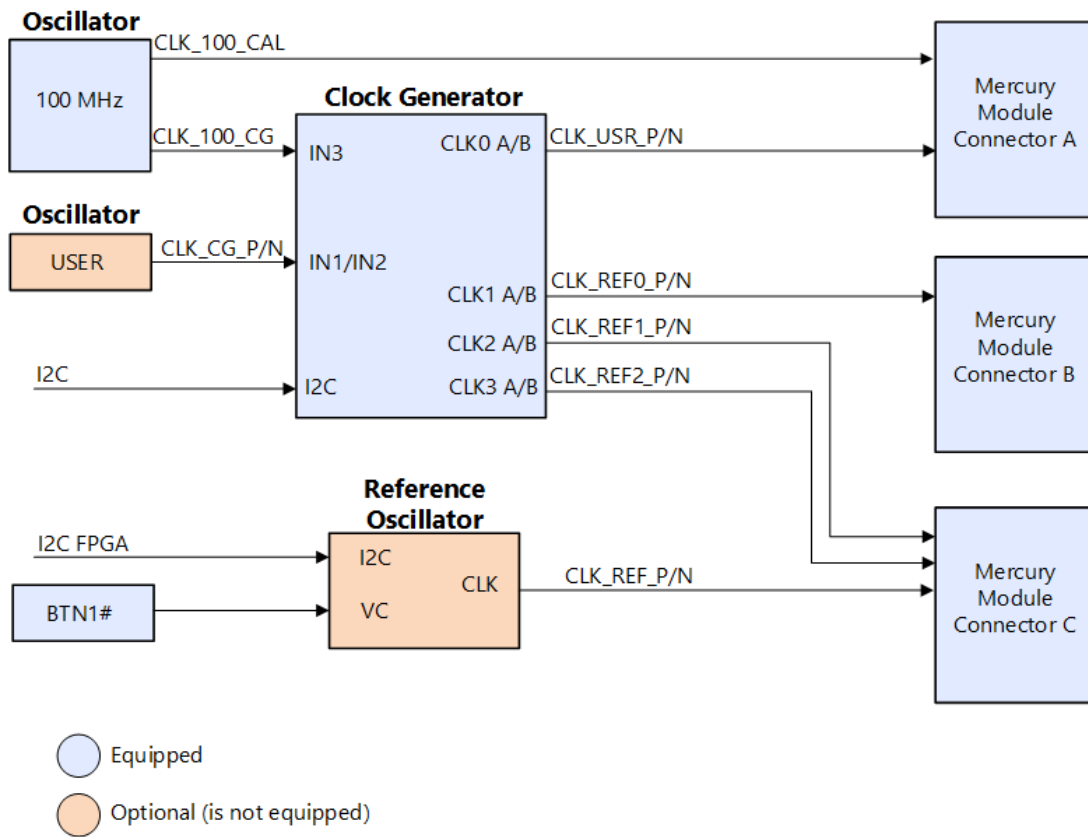 Oscillator
100 MHz
CLK_100_CAL
CLK_100_CG
Clock Generator
IN3
CLK0 A/B
CLK_USR_P/N
Mercury
Module
Connector A
Oscillator
USER
CLK_CG_P/N
IN1/IN2
CLK1 A/B
CLK_REF0_P/N
CLK2 A/B
CLK_REF1_P/N
I2C
I2C
CLK3 A/B
CLK_REF2_P/N
Mercury
Module
Connector B
Reference
Oscillator
I2C FPGA
I2C
CLK
CLK_REF_P/N
BTN1#
VC
Mercury
Module
Connector C
Equipped
Optional (is not equipped)